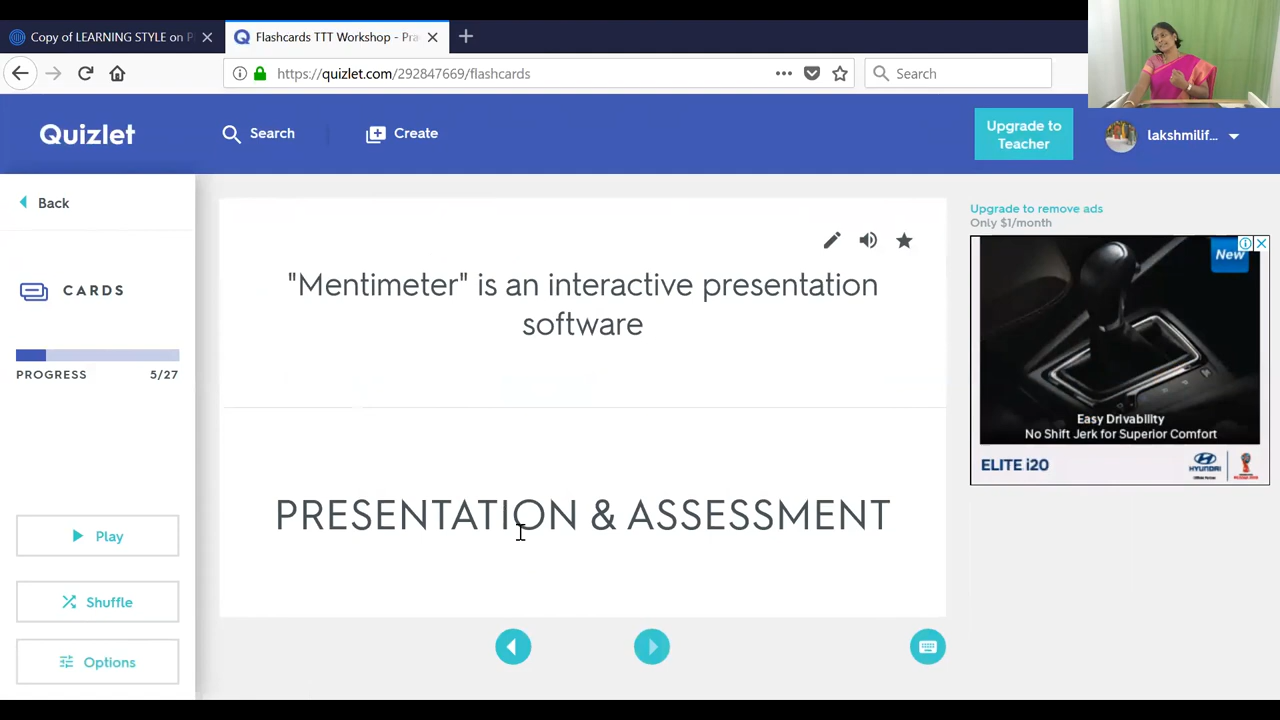 Copy of LEARNING STYLE on P
Flashcards TTT Workshop - Pra
https://quizlet.com/292847669/flashcards
Search
Quizlet
Search
Create
Upgrade to
Teacher
lakshmilif...
Back
CARDS
PROGRESS 5/27
Play
Shuffle
Options
"Mentimeter" is an interactive presentation
software
PRESENTATION & ASSESSMENT
Upgrade to remove ads
Only $1/month
New
Easy Drivability
No Shift Jerk for Superior Comfort
ELITE i20
HYUNDAI